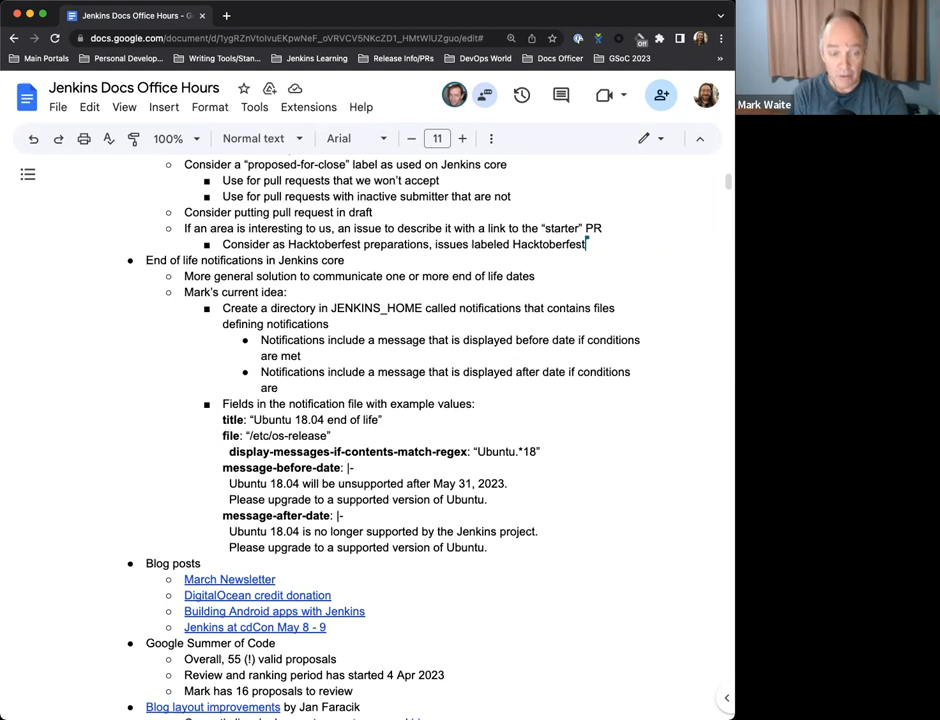 Jenkins Docs Office Hours - G
docs.google.com/document/d/1ygRZnVtoIvuEKpwNeF_oVRVCV5NKcZD1_HMtWlUZguo/edit#
Off
Main Portals
Personal Develop...
Writing Tools/Stan...
Jenkins Learning
Release Info/PRs
DevOps World
Docs Officer
GSoC 2023
»
Jenkins Docs Office Hours
File Edit View Insert Format Tools Extensions Help
100% Normal text Arial 11
Consider a “proposed-for-close” label as used on Jenkins core
Use for pull requests that we won’t accept
Use for pull requests with inactive submitter that are not
Consider putting pull request in draft
If an area is interesting to us, an issue to describe it with a link to the “starter” PR
Consider as Hacktoberfest preparations, issues labeled Hacktoberfest
End of life notifications in Jenkins core
More general solution to communicate one or more end of life dates
Mark’s current idea:
Create a directory in JENKINS_HOME called notifications that contains files
defining notifications
Notifications include a message that is displayed before date if conditions
are met
Notifications include a message that is displayed after date if conditions
are
Fields in the notification file with example values:
title: “Ubuntu 18.04 end of life”
file: “/etc/os-release”
display-messages-if-contents-match-regex: “Ubuntu.*18”
message-before-date: |-
Ubuntu 18.04 will be unsupported after May 31, 2023.
Please upgrade to a supported version of Ubuntu.
message-after-date: |-
Ubuntu 18.04 is no longer supported by the Jenkins project.
Please upgrade to a supported version of Ubuntu.
Blog posts
March Newsletter
DigitalOcean credit donation
Building Android apps with Jenkins
Jenkins at cdCon May 8 - 9
Google Summer of Code
Overall, 55 (!) valid proposals
Review and ranking period has started 4 Apr 2023
Mark has 16 proposals to review
Blog layout improvements by Jan Faracik
Mark Waite